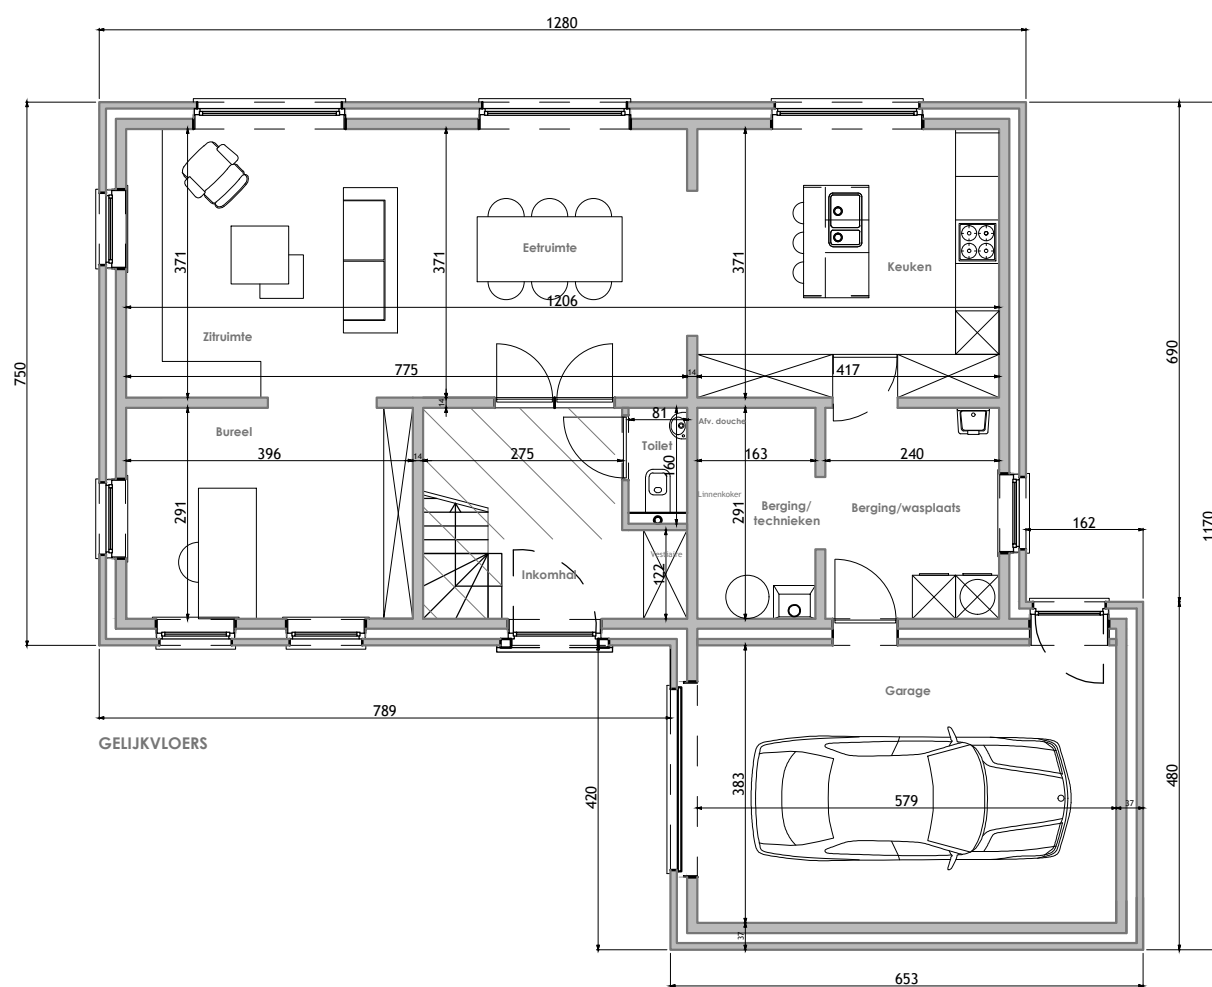 1280
750
690
1170
371
371
371
Eetruimte
Keuken
1206
Zitruimte
775
14
417
14
81
Afv. douche
Bureel
Toilet
396
14
275
160
163
240
Linnenkoker
291
291
Berging/
technieken
Berging/wasplaats
162
Vestiaire
122
Inkomhal
Garage
789
GELIJKVLOERS
420
383
579
37
480
37
653